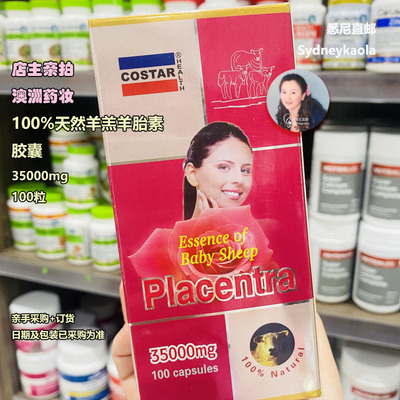 悉尼直邮
Sydneykaola
店主亲拍
澳洲药妆
100%天然羊羔羊胎素
胶囊
35000mg
100粒
COSTAR
HEALTH
®
Essence of
Baby Sheep
Placentra
35000mg
100 capsules
100% Natural
亲手采购+订货
日期及包装已采购为准